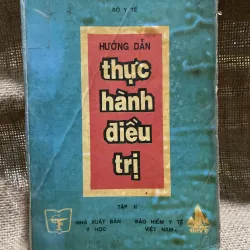 BỘ Y TẾ
HƯỚNG DẪN
thực
hành
điều
trị
TẬP II
NHÀ XUẤT BẢN BẢO HIỂM Y TẾ
Y HỌC VIỆT NAM